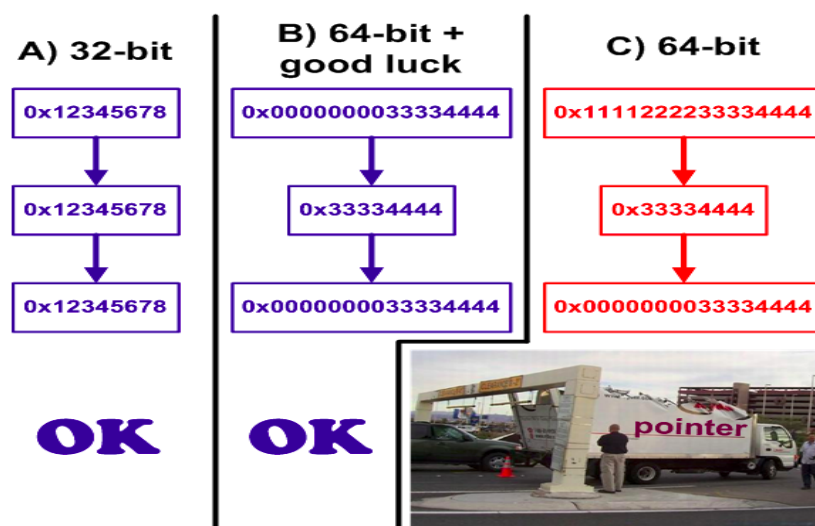 A) 32-bit
0x12345678
0x12345678
0x12345678
OK
B) 64-bit +
good luck
0x0000000033334444
0x33334444
0x0000000033334444
OK
C) 64-bit
0x1111222233334444
0x33334444
0x0000000033334444
pointer